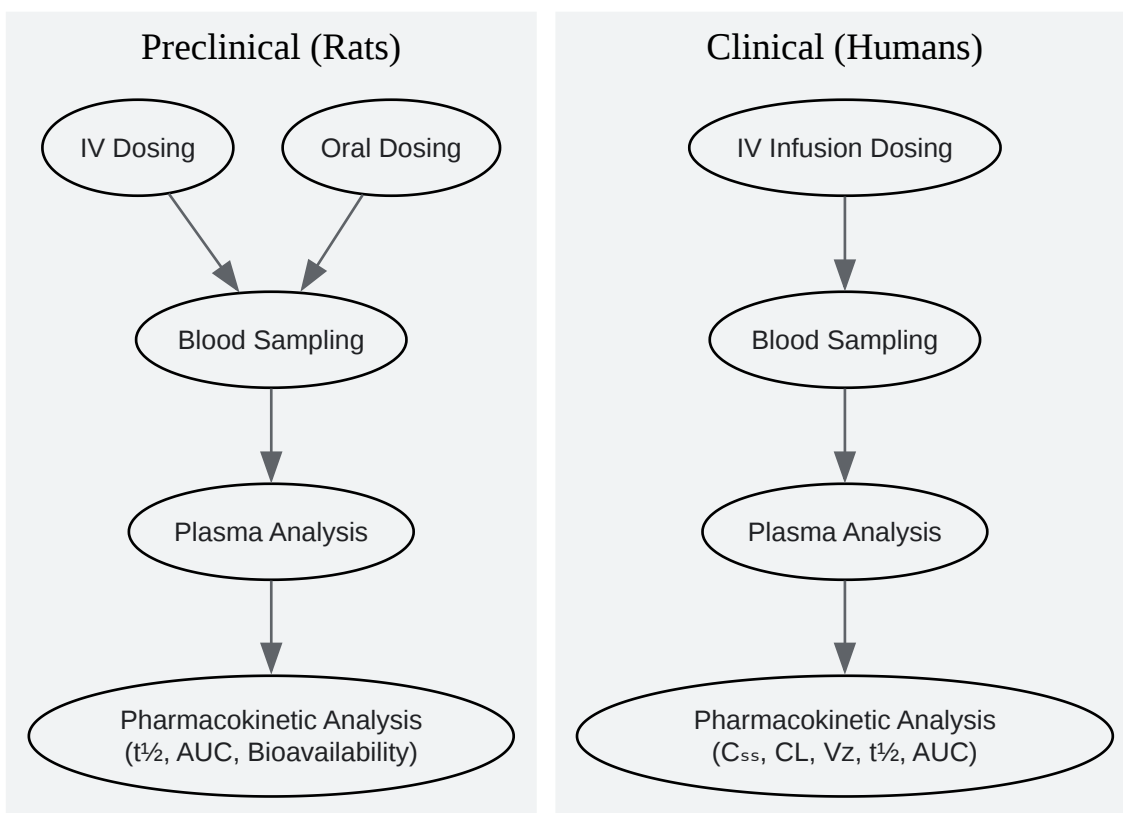 Preclinical (Rats)
IV Dosing
Oral Dosing
Blood Sampling
Plasma Analysis
Pharmacokinetic Analysis
(t½, AUC, Bioavailability)
Clinical (Humans)
IV Infusion Dosing
Blood Sampling
Plasma Analysis
Pharmacokinetic Analysis
(Cₛₛ, CL, Vz, t½, AUC)